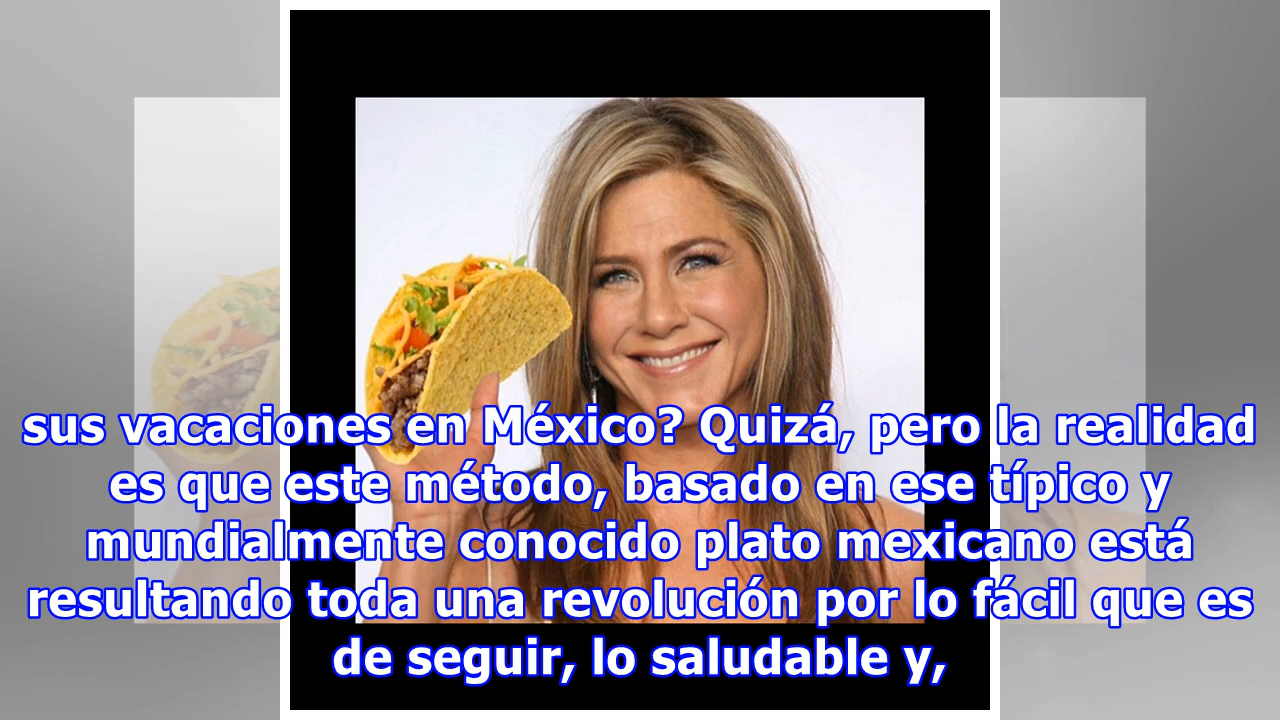 sus vacaciones en México? Quizá, pero la realidad
es que este método, basado en ese típico y
mundialmente conocido plato mexicano está
resultando toda una revolución por lo fácil que es
de seguir, lo saludable y,